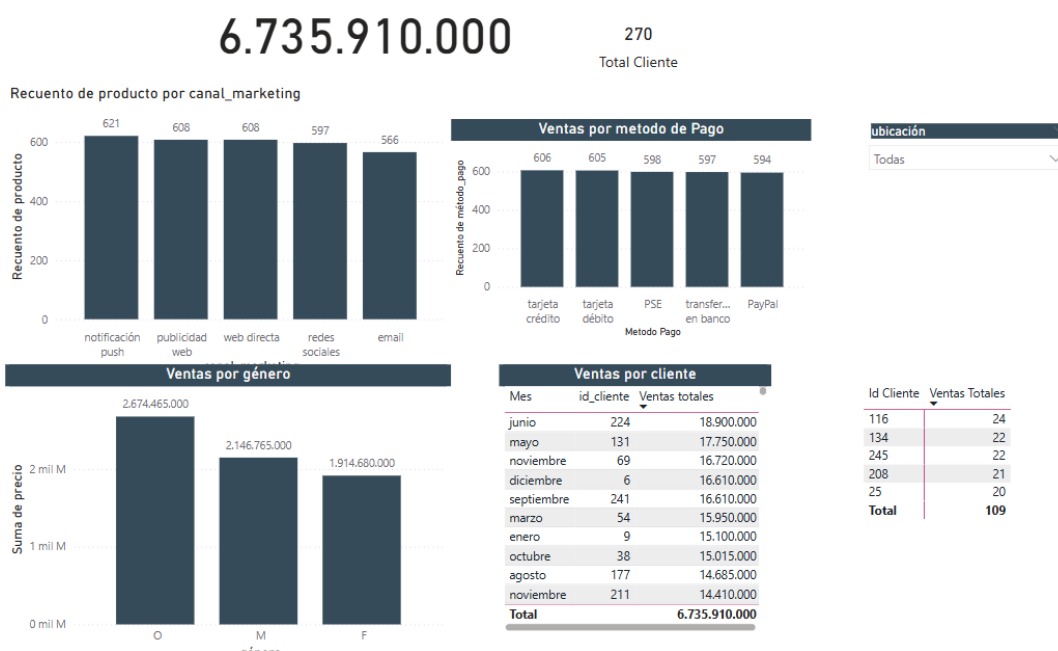 6.735.910.000
270
Total Cliente
Recuento de producto por canal_marketing
Recuento de producto
600
400
200
0
621
608
608
597
566
notificación push
publicidad web
web directa
redes sociales
email
Ventas por metodo de Pago
Recuento de método_pago
600
400
200
0
606
605
598
597
594
tarjeta crédito
tarjeta débito
PSE
transfer... en banco
PayPal
Metodo Pago
ubicación
Todas
Ventas por género
Suma de precio
2 mil M
1 mil M
0 mil M
2.674.465.000
2.146.765.000
1.914.680.000
O
M
F
Ventas por cliente
Mes id_cliente Ventas totales
junio 224 18.900.000
mayo 131 17.750.000
noviembre 69 16.720.000
diciembre 6 16.610.000
septiembre 241 16.610.000
marzo 54 15.950.000
enero 9 15.100.000
octubre 38 15.015.000
agosto 177 14.685.000
noviembre 211 14.410.000
Total 6.735.910.000
Id Cliente Ventas Totales
116 24
134 22
245 22
208 21
25 20
Total 109